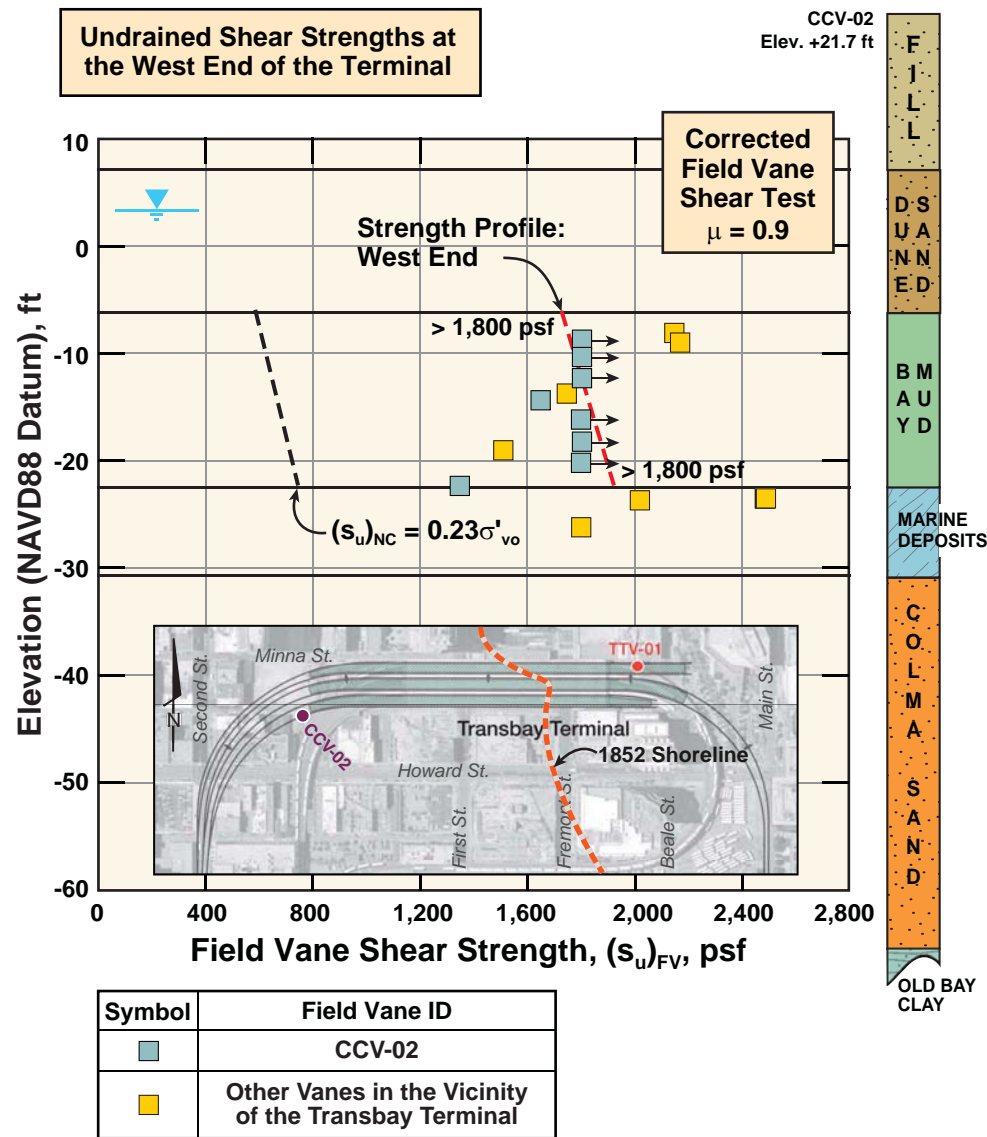 Undrained Shear Strengths at
the West End of the Terminal
CCV-02
Elev. +21.7 ft
Corrected
Field Vane
Shear Test
μ = 0.9
Strength Profile:
West End
> 1,800 psf
> 1,800 psf
(su)NC = 0.23σ'vo
Elevation (NAVD88 Datum), ft
10
0
-10
-20
-30
-40
-50
-60
0 400 800 1,200 1,600 2,000 2,400 2,800
Field Vane Shear Strength, (su)FV, psf
N
Second St.
Minna St.
CCV-02
TTV-01
Main St.
Transbay Terminal
1852 Shoreline
Howard St.
First St.
Fremont St.
Beale St.
FILL
DUNE SAND
BAY MUD
MARINE
DEPOSITS
COLMA SAND
OLD BAY
CLAY
Symbol Field Vane ID
CCV-02
Other Vanes in the Vicinity
of the Transbay Terminal